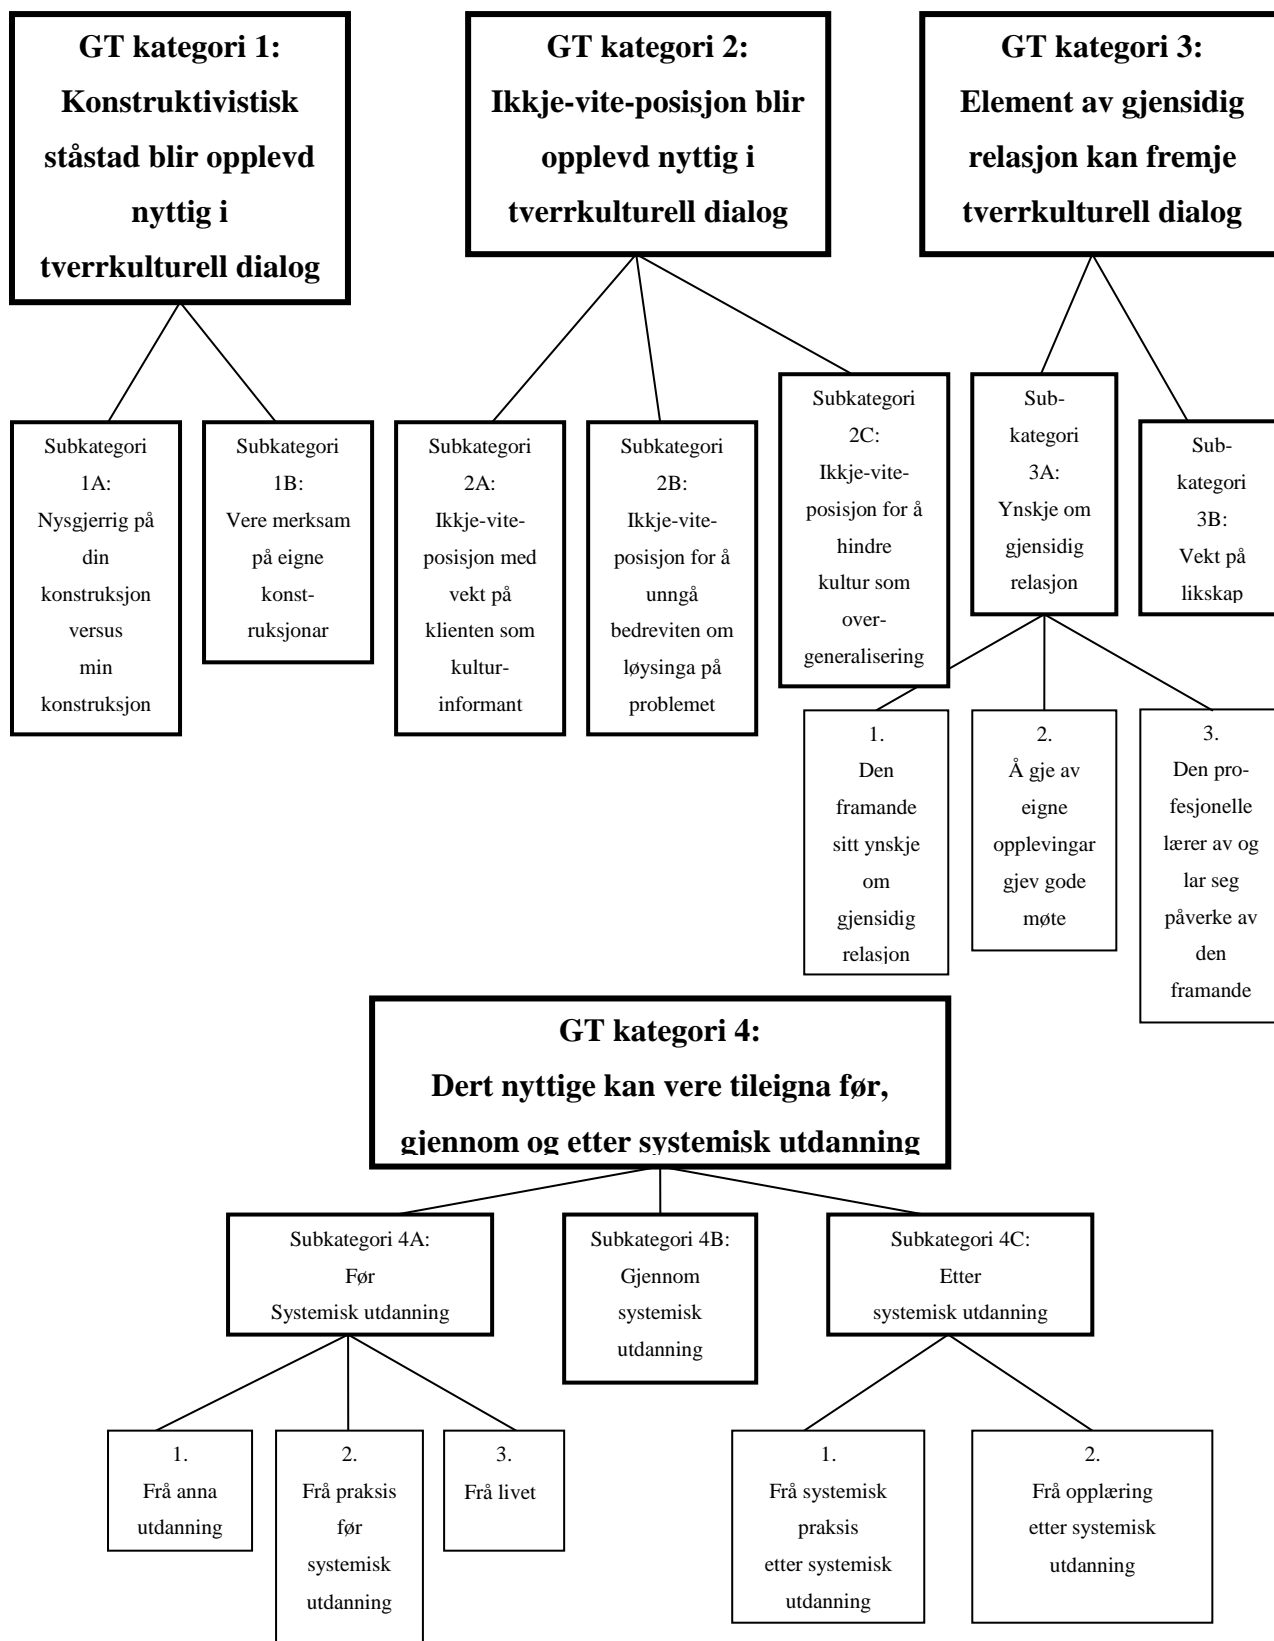 GT kategori 1:
Konstruktivistisk
ståstad blir opplevd
nyttig i
tverrkulturell dialog
GT kategori 2:
Ikkje-vite-posisjon blir
opplevd nyttig i
tverrkulturell dialog
GT kategori 3:
Element av gjensidig
relasjon kan fremje
tverrkulturell dialog
Subkategori
1A:
Nysgjerrig på
din
konstruksjon
versus
min
konstruksjon
Subkategori
1B:
Vere merksam
på eigne
konst-
ruksjonar
Subkategori
2A:
Ikkje-vite-
posisjon med
vekt på
klienten som
kultur-
informant
Subkategori
2B:
Ikkje-vite-
posisjon for å
unngå
bedreviten om
løysinga på
problemet
Subkategori
2C:
Ikkje-vite-
posisjon for å
hindre
kultur som
over-
generalisering
Sub-
kategori
3A:
Ynskje om
gjensidig
relasjon
Sub-
kategori
3B:
Vekt på
likskap
1.
Den
framande
sitt ynskje
om
gjensidig
relasjon
2.
Å gje av
eigne
opplevingar
gjev gode
møte
3.
Den pro-
fesjonelle
lærer av og
lar seg
påverke av
den
framande
GT kategori 4:
Dert nyttige kan vere tileigna før,
gjennom og etter systemisk utdanning
Subkategori 4A:
Før
Systemisk utdanning
Subkategori 4B:
Gjennom
systemisk
utdanning
Subkategori 4C:
Etter
systemisk utdanning
1.
Frå anna
utdanning
2.
Frå praksis
før
systemisk
utdanning
3.
Frå livet
1.
Frå systemisk
praksis
etter systemisk
utdanning
2.
Frå opplæring
etter systemisk
utdanning